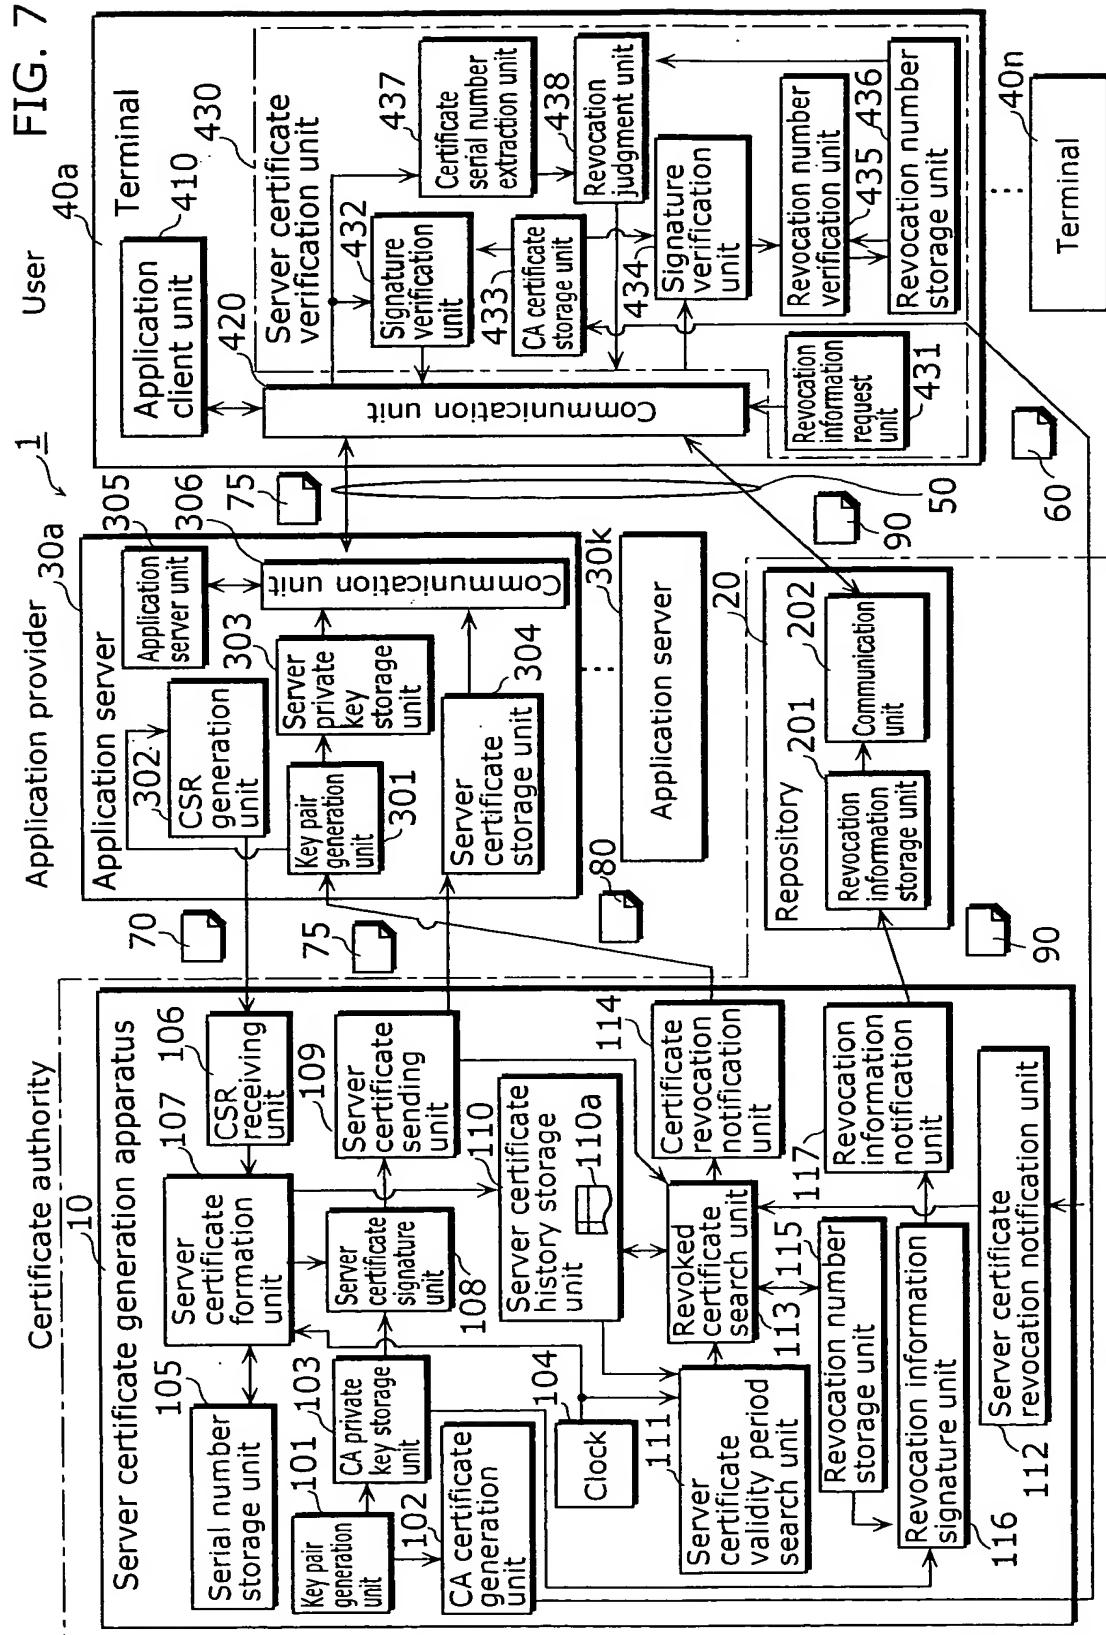 FIG. 7
1
Certificate authority
10
Server certificate generation apparatus
105
Serial number
storage unit
107
Server
certificate
formation
unit
106
CSR
receiving
unit
101
Key pair
generation
unit
103
CA private
key storage
unit
102
CA certificate
generation
unit
Server
certificate
signature
unit
108
109
Server
certificate
sending
unit
110
Server certificate
history storage
unit
110a
104
Clock
111
Server
certificate
validity period
search unit
Revoked
certificate
search unit
113
114
Certificate
revocation
notification
unit
115
Revocation number
storage unit
Revocation information
signature unit
116
117
Revocation
information
notification
unit
112
Server certificate
revocation notification unit
70
75
80
90
Application provider
30a
Application server
302
CSR
generation
unit
305
Application
server unit
306
Communication unit
Key pair
generation
unit
301
303
Server
private
key
storage
unit
304
Server
certificate
storage unit
30k
Application server
20
Repository
201
Revocation
information
storage unit
202
Communication
unit
75
50
90
60
User
40a
Terminal
410
Application
client unit
420
Communication unit
430
Server certificate
verification unit
432
Signature
verification
unit
437
Certificate
serial number
extraction unit
433
CA certificate
storage unit
438
Revocation
judgment unit
434
Signature
verification
unit
Revocation number
verification unit
435
436
Revocation number
storage unit
Revocation
information
request
unit
431
40n
Terminal